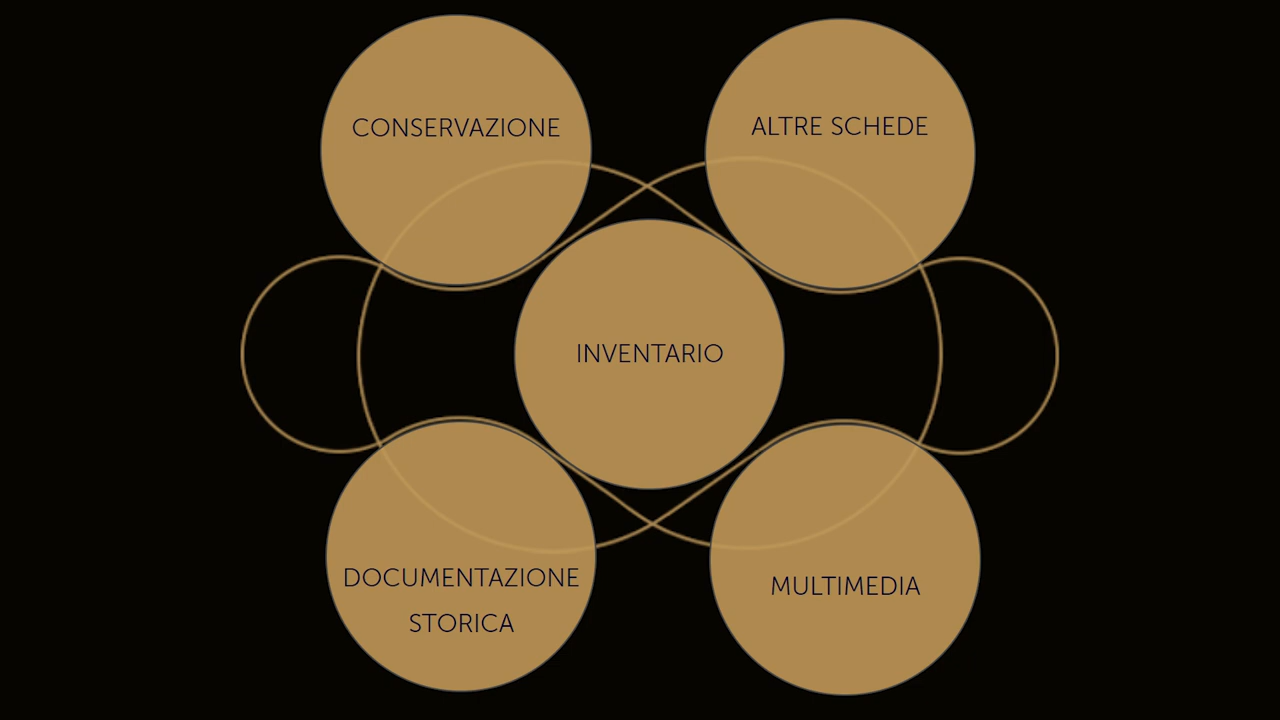 CONSERVAZIONE
ALTRE SCHEDE
INVENTARIO
DOCUMENTAZIONE
STORICA
MULTIMEDIA